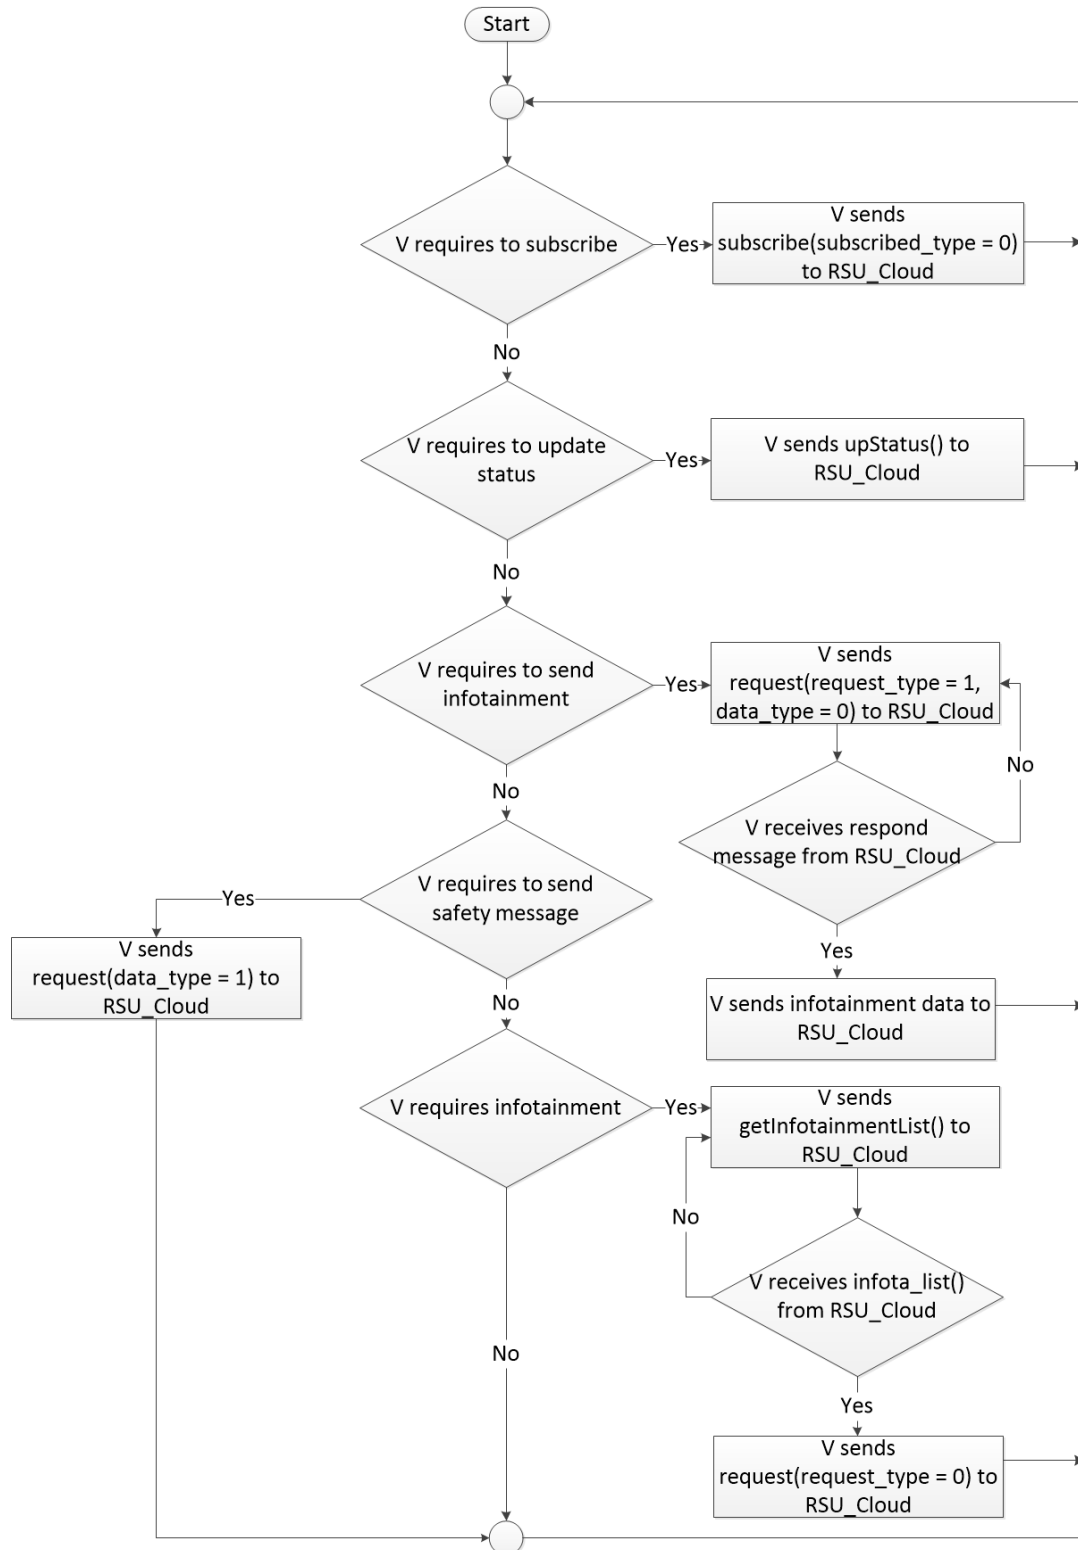 Start
V requires to subscribe
Yes
V sends
subscribe(subscribed_type = 0)
to RSU_Cloud
No
V requires to update
status
Yes
V sends upStatus() to
RSU_Cloud
No
V requires to send
infotainment
Yes
V sends
request(request_type = 1,
data_type = 0) to RSU_Cloud
No
No
V receives respond
message from RSU_Cloud
V requires to send
safety message
Yes
V sends
request(data_type = 1) to
RSU_Cloud
Yes
No
V sends infotainment data to
RSU_Cloud
V requires infotainment
Yes
V sends
getInfotainmentList() to
RSU_Cloud
No
V receives infota_list()
from RSU_Cloud
No
Yes
V sends
request(request_type = 0) to
RSU_Cloud